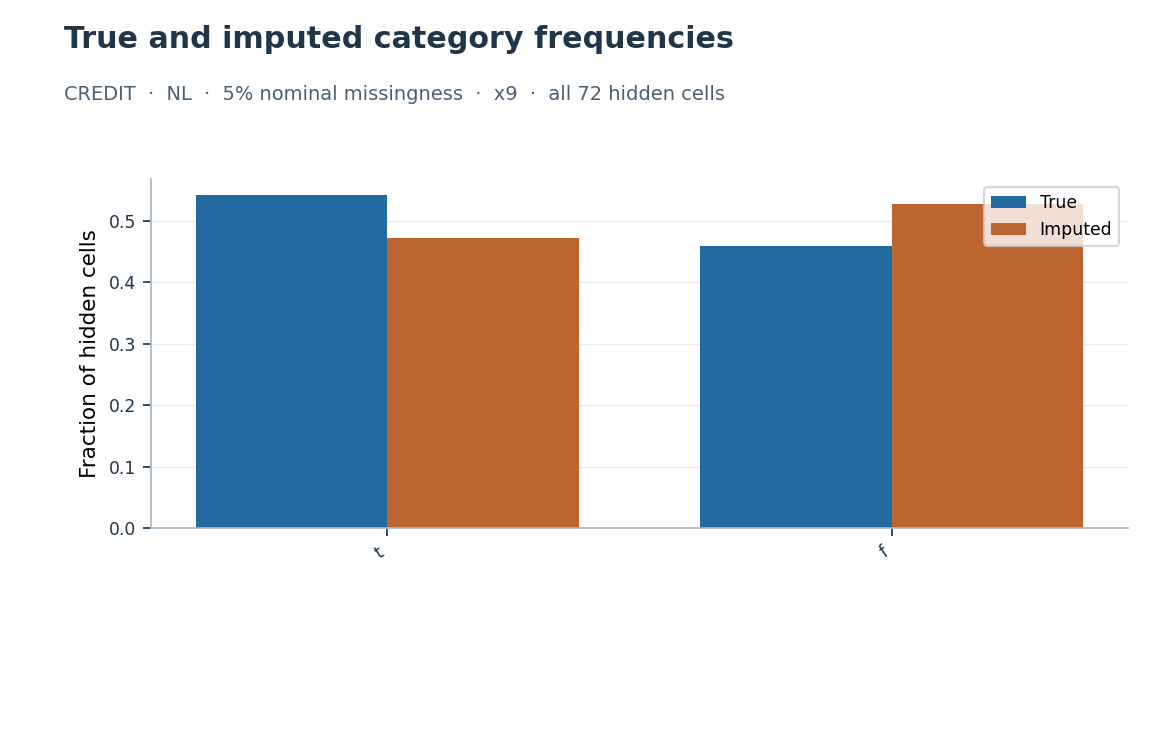 True and imputed category frequencies
CREDIT · NL · 5% nominal missingness · x9 · all 72 hidden cells
True
Imputed
Fraction of hidden cells
0.5
0.4
0.3
0.2
0.1
0.0
t
f